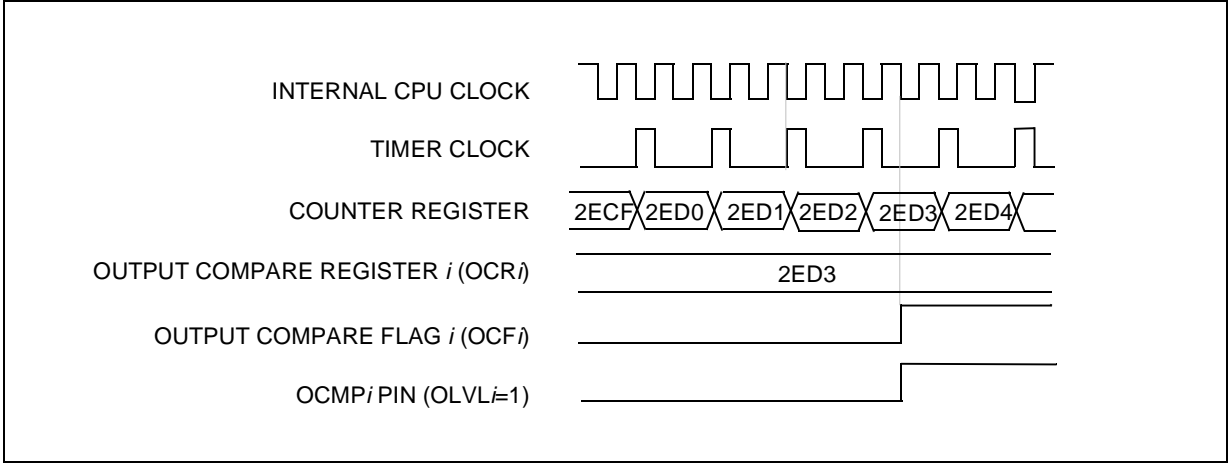 INTERNAL CPU CLOCK
TIMER CLOCK
COUNTER REGISTER 2ECF 2ED0 2ED1 2ED2 2ED3 2ED4
OUTPUT COMPARE REGISTER i (OCRi) 2ED3
OUTPUT COMPARE FLAG i (OCFi)
OCMPi PIN (OLVLi=1)